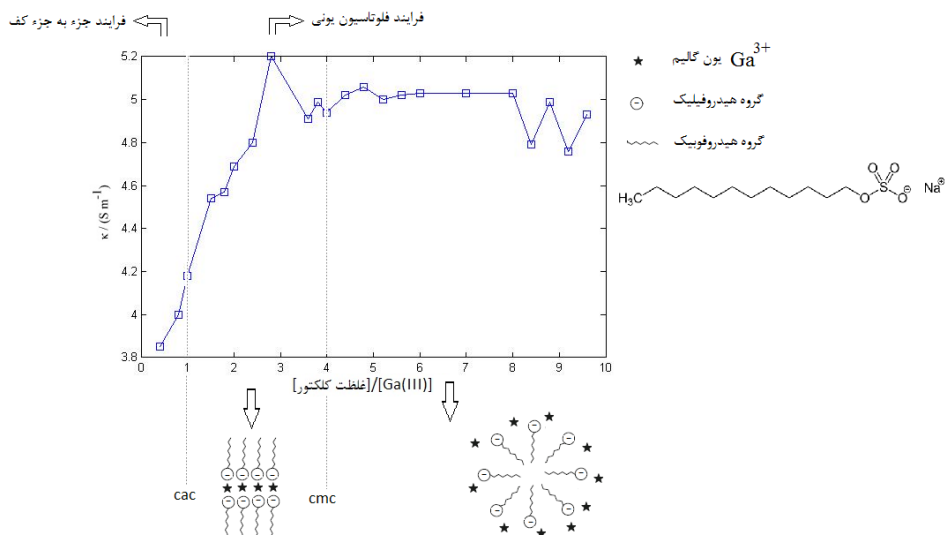 فرایند جزء به جزء کف
فرایند فلوتاسیون یونی
5.2
5
4.8
4.6
4.4
4.2
4
3.8
κ / (S m⁻¹)
0 1 2 3 4 5 6 7 8 9 10
[غلظت کلکتور]/[Ga(III)]
cac
cmc
یون گالیم Ga³⁺
گروه هیدروفیلیک
گروه هیدروفوبیک
H₃C
O
O
S
O
O
Na